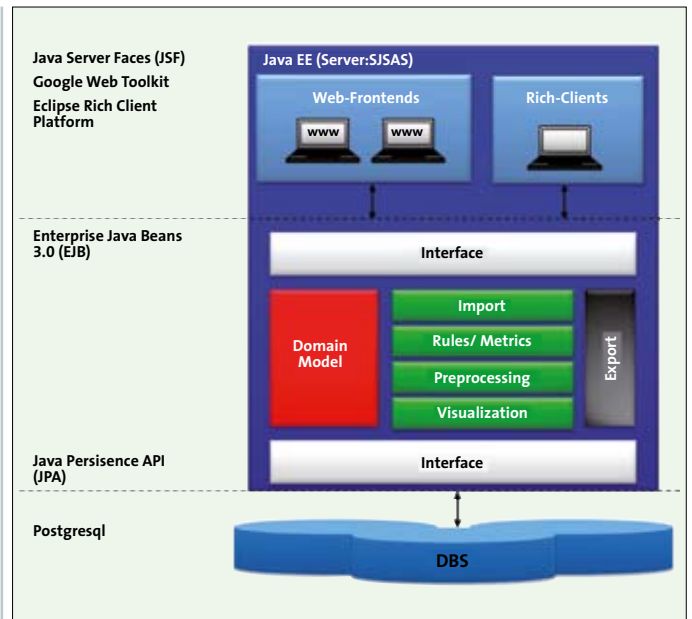 Java Server Faces (JSF)
Google Web Toolkit
Eclipse Rich Client
Platform
Java EE (Server:SJSAS)
Web-Frontends
www
www
Rich-Clients
Enterprise Java Beans
3.0 (EJB)
Interface
Domain
Model
Import
Rules/ Metrics
Preprocessing
Visualization
Export
Java Persisence API
(JPA)
Interface
Postgresql
DBS